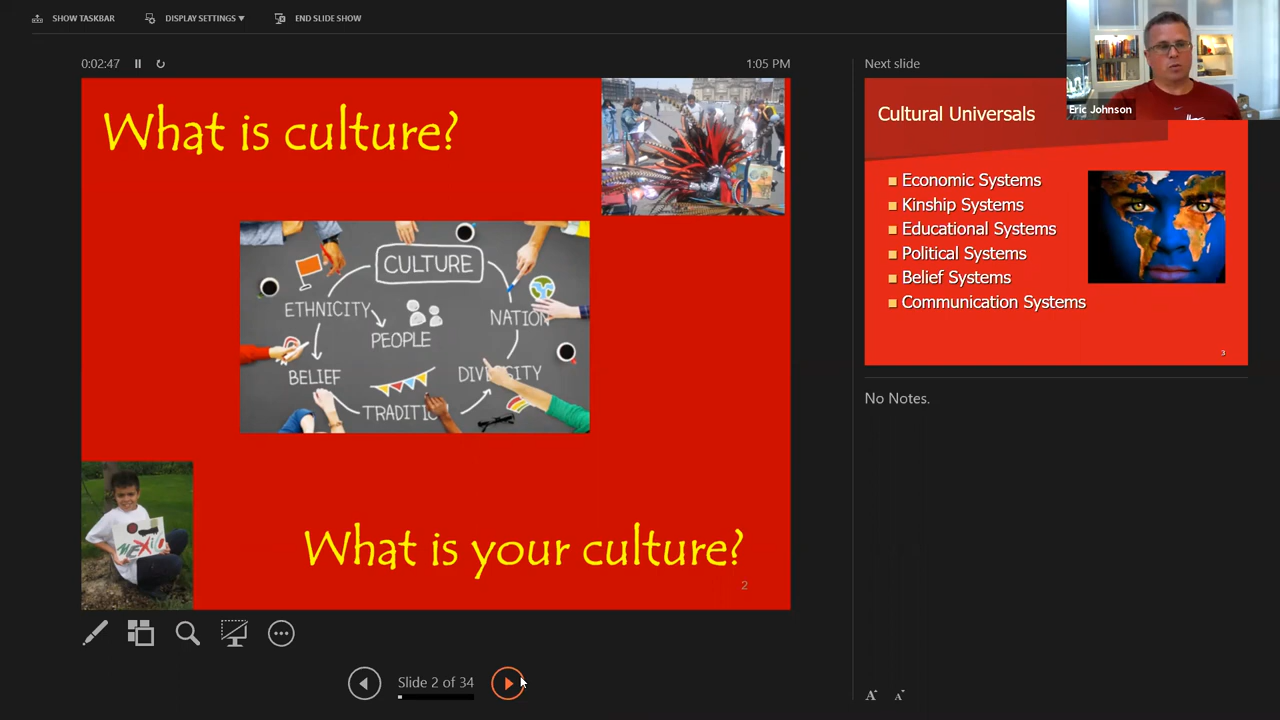 SHOW TASKBAR
DISPLAY SETTINGS ▼
END SLIDE SHOW
0:02:47
1:05 PM
What is culture?
CULTURE
ETHNICITY
PEOPLE
NATION
BELIEF
DIVERSITY
TRADITIO
MEXICO
What is your culture?
2
Slide 2 of 34
Next slide
Eric Johnson
Cultural Universals
Economic Systems
Kinship Systems
Educational Systems
Political Systems
Belief Systems
Communication Systems
3
No Notes.
A
A